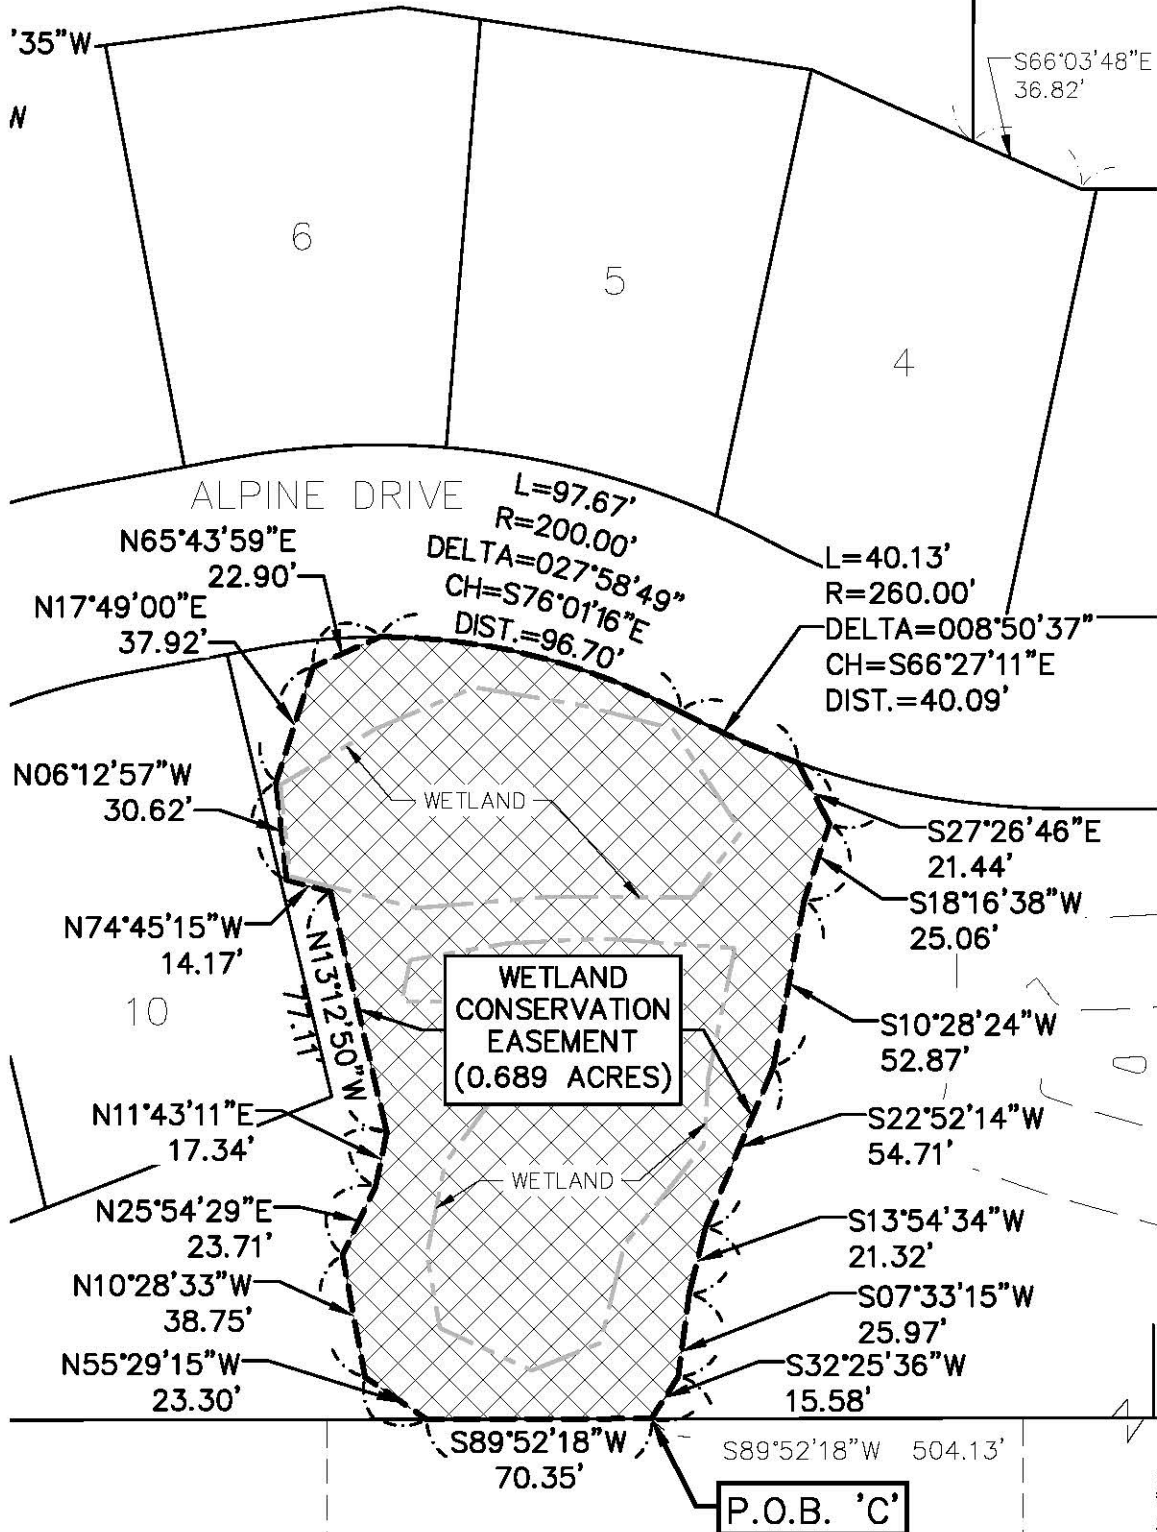 '35"W
N
S66°03'48"E
36.82'
6
5
4
ALPINE DRIVE
L=97.67'
R=200.00'
DELTA=027°58'49"
CH=S76°01'16"E
DIST.=96.70'
L=40.13'
R=260.00'
DELTA=008°50'37"
CH=S66°27'11"E
DIST.=40.09'
N65°43'59"E
22.90'
N17°49'00"E
37.92'
N06°12'57"W
30.62'
WETLAND
S27°26'46"E
21.44'
S18°16'38"W
25.06'
N74°45'15"W
14.17'
10
N13°12'50"W
77.11'
WETLAND
CONSERVATION
EASEMENT
(0.689 ACRES)
S10°28'24"W
52.87'
N11°43'11"E
17.34'
S22°52'14"W
54.71'
WETLAND
N25°54'29"E
23.71'
S13°54'34"W
21.32'
N10°28'33"W
38.75'
S07°33'15"W
25.97'
N55°29'15"W
23.30'
S32°25'36"W
15.58'
S89°52'18"W
70.35'
S89°52'18"W 504.13'
P.O.B. 'C'